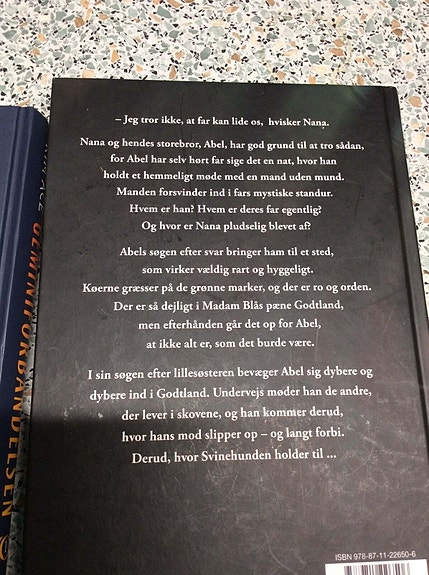 – Jeg tror ikke, at far kan lide os, hvisker Nana.
Nana og hendes storebror, Abel, har god grund til at tro sådan,
for Abel har selv hørt far sige det en nat, hvor han
holdt et hemmeligt møde med en mand uden mund.
Manden forsvinder ind i fars mystiske standur.
Hvem er han? Hvem er deres far egentlig?
Og hvor er Nana pludselig blevet af?
Abels søgen efter svar bringer ham til et sted,
som virker vældig rart og hyggeligt.
Køerne græsser på de grønne marker, og der er ro og orden.
Der er så dejligt i Madam Blås pæne Godtland,
men efterhånden går det op for Abel,
at ikke alt er, som det burde være.
I sin søgen efter lillesøsteren bevæger Abel sig dybere og
dybere ind i Godtland. Undervejs møder han de andre,
der lever i skovene, og han kommer derud,
hvor hans mod slipper op – og langt forbi.
Derud, hvor Svinehunden holder til ...
ISBN 978-87-11-22650-6
GEMINIFORBANDELSEN